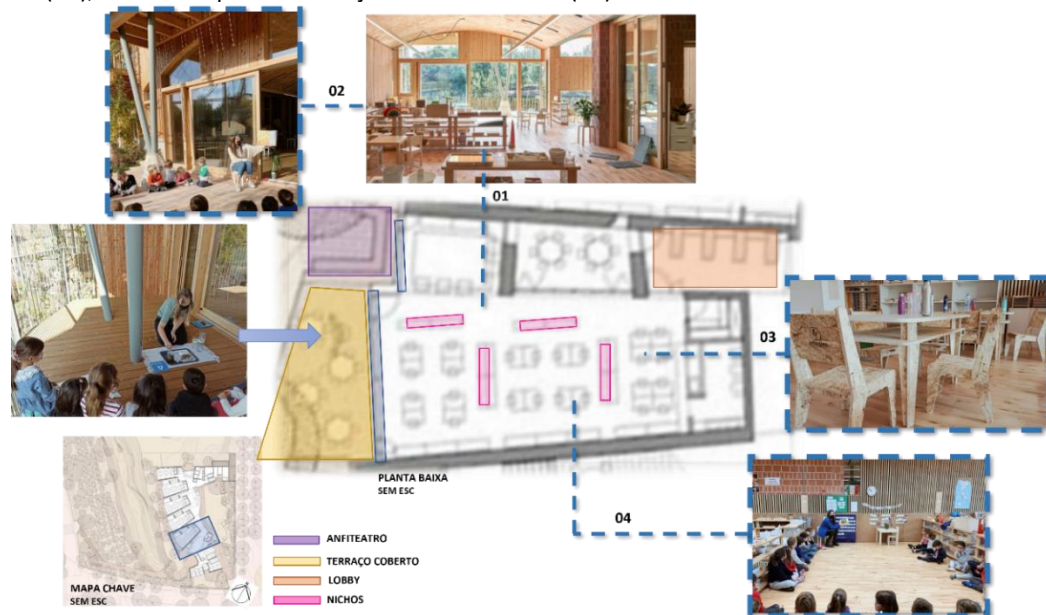 02
01
03
04
PLANTA BAIXA
SEM ESC
ANFITEATRO
TERRAÇO COBERTO
LOBBY
NICHOS
MAPA CHAVE
SEM ESC